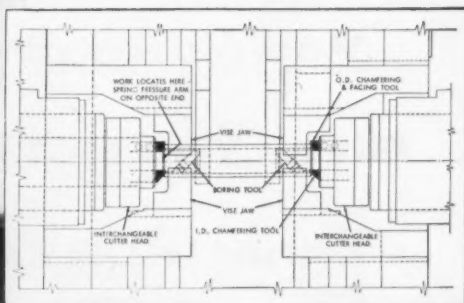 WORK LOCATES HERE -
SPRING PRESSURE ARM
ON OPPOSITE END
O.D. CHAMFERING
& FACING TOOL
VISE JAW
BORING TOOL
VISE JAW
INTERCHANGEABLE
CUTTER HEAD
I.D. CHAMFERING TOOL
INTERCHANGEABLE
CUTTER HEAD